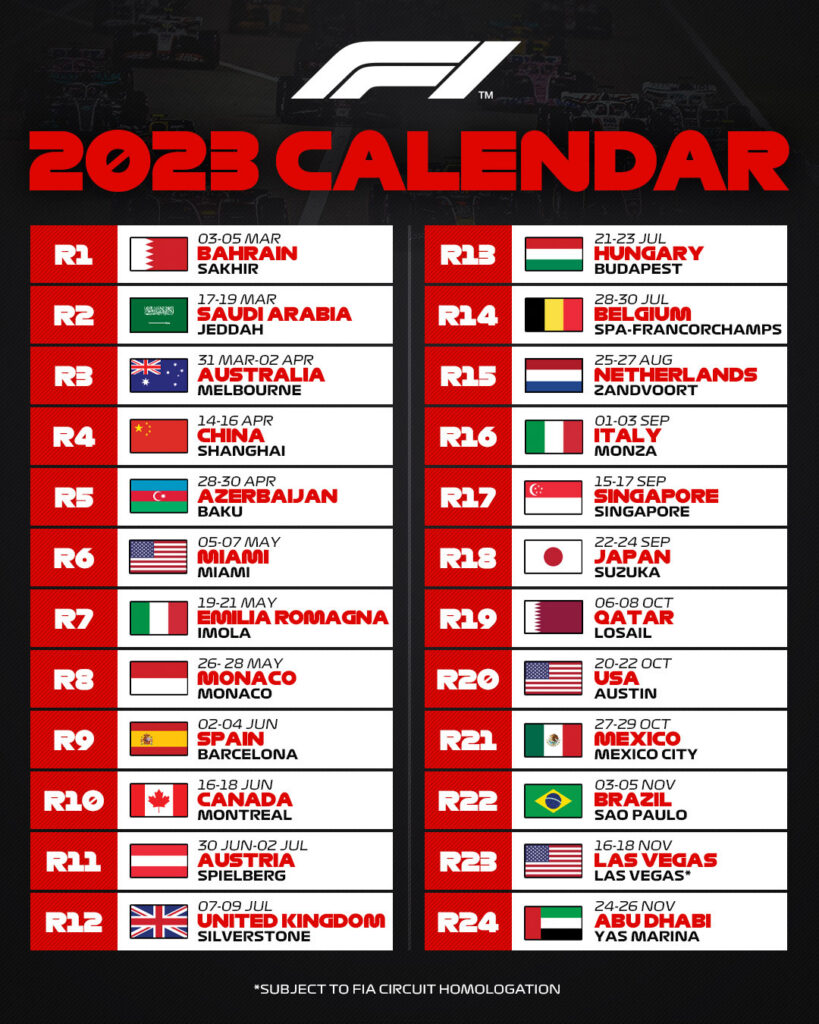 F1
TM
2023 CALENDAR
R1
03-05 MAR
BAHRAIN
SAKHIR
R2
17-19 MAR
SAUDI ARABIA
JEDDAH
R3
31 MAR-02 APR
AUSTRALIA
MELBOURNE
R4
14-16 APR
CHINA
SHANGHAI
R5
28-30 APR
AZERBAIJAN
BAKU
R6
05-07 MAY
MIAMI
MIAMI
R7
19-21 MAY
EMILIA ROMAGNA
IMOLA
R8
26- 28 MAY
MONACO
MONACO
R9
02-04 JUN
SPAIN
BARCELONA
R10
16-18 JUN
CANADA
MONTREAL
R11
30 JUN-02 JUL
AUSTRIA
SPIELBERG
R12
07-09 JUL
UNITED KINGDOM
SILVERSTONE
R13
21-23 JUL
HUNGARY
BUDAPEST
R14
28-30 JUL
BELGIUM
SPA-FRANCORCHAMPS
R15
25-27 AUG
NETHERLANDS
ZANDVOORT
R16
01-03 SEP
ITALY
MONZA
R17
15-17 SEP
SINGAPORE
SINGAPORE
R18
22-24 SEP
JAPAN
SUZUKA
R19
06-08 OCT
QATAR
LOSAIL
R20
20-22 OCT
USA
AUSTIN
R21
27-29 OCT
MEXICO
MEXICO CITY
R22
03-05 NOV
BRAZIL
SAO PAULO
R23
16-18 NOV
LAS VEGAS
LAS VEGAS*
R24
24-26 NOV
ABU DHABI
YAS MARINA
*SUBJECT TO FIA CIRCUIT HOMOLOGATION